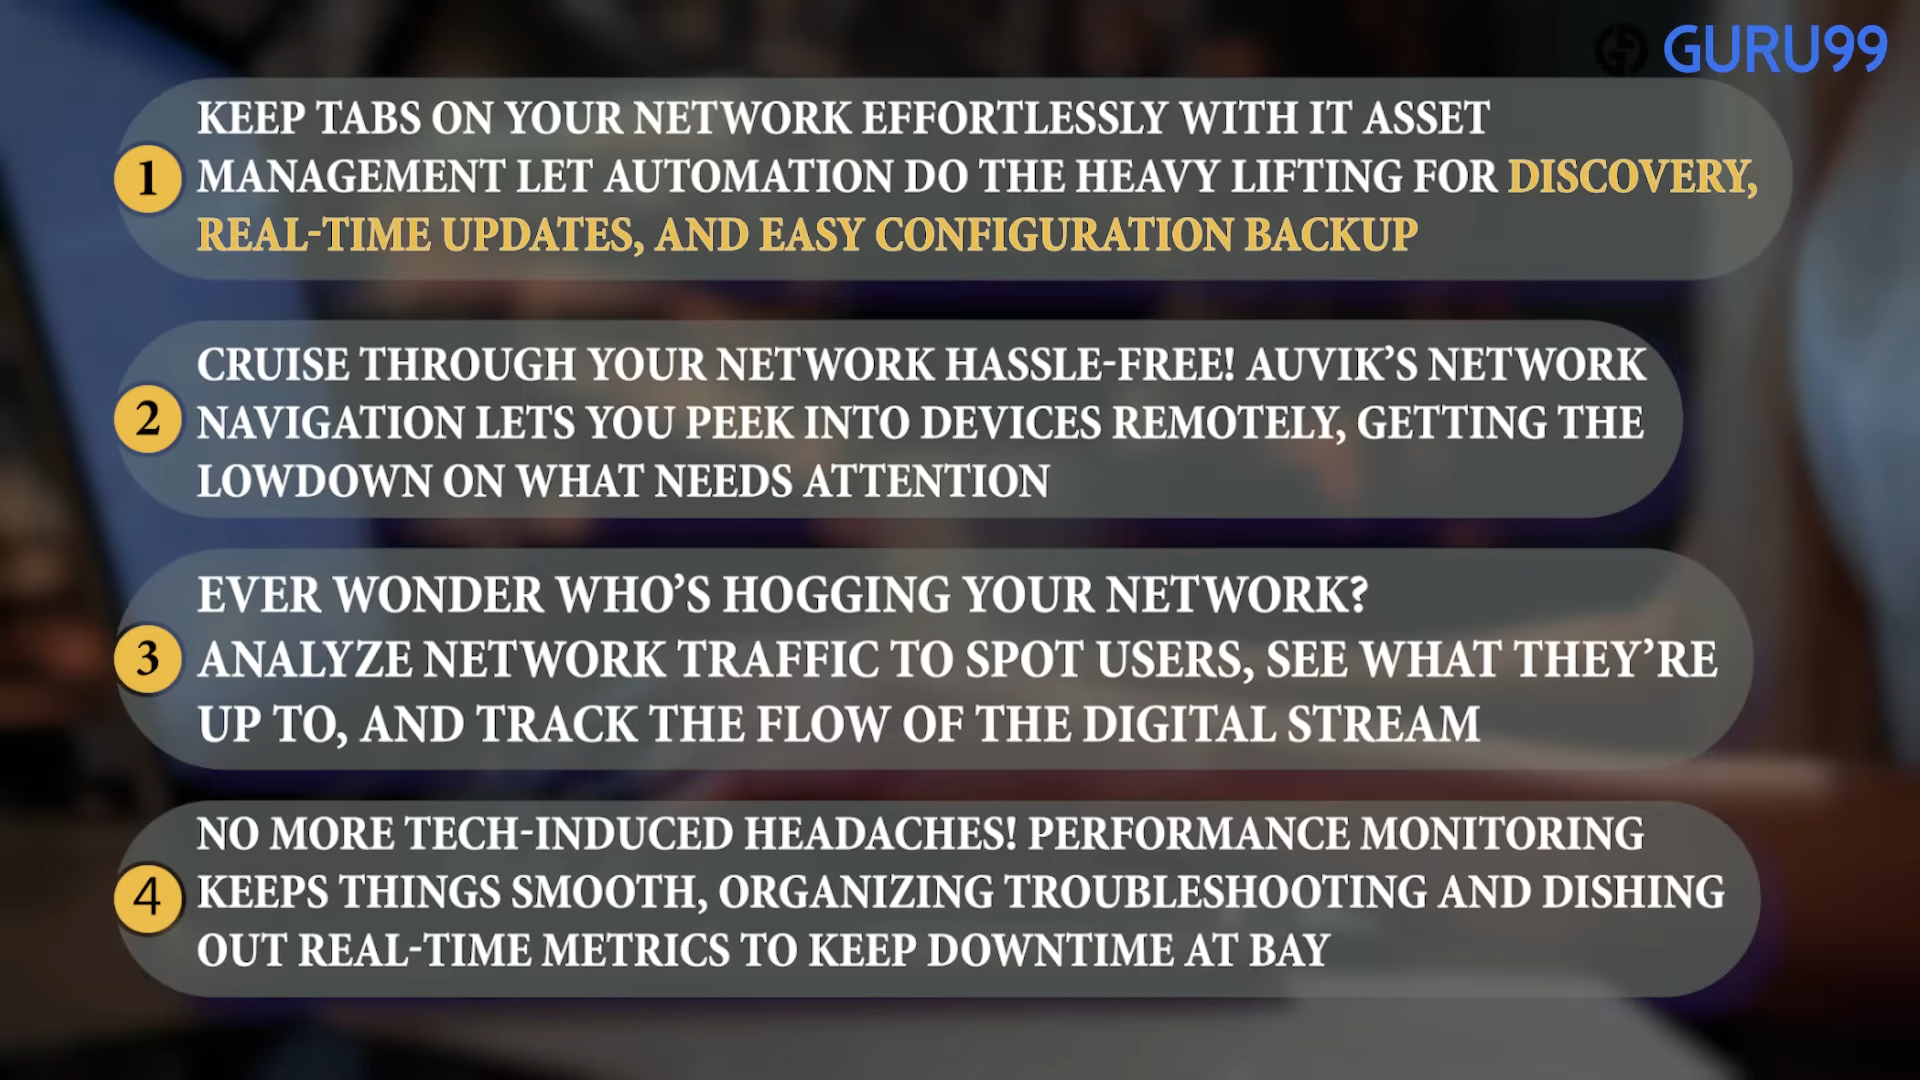 GURU99
KEEP TABS ON YOUR NETWORK EFFORTLESSLY WITH IT ASSET
1
MANAGEMENT LET AUTOMATION DO THE HEAVY LIFTING FOR DISCOVERY,
REAL-TIME UPDATES, AND EASY CONFIGURATION BACKUP
CRUISE THROUGH YOUR NETWORK HASSLE-FREE! AUVIK’S NETWORK
2
NAVIGATION LETS YOU PEEK INTO DEVICES REMOTELY, GETTING THE
LOWDOWN ON WHAT NEEDS ATTENTION
EVER WONDER WHO’S HOGGING YOUR NETWORK?
3
ANALYZE NETWORK TRAFFIC TO SPOT USERS, SEE WHAT THEY’RE
UP TO, AND TRACK THE FLOW OF THE DIGITAL STREAM
NO MORE TECH-INDUCED HEADACHES! PERFORMANCE MONITORING
4
KEEPS THINGS SMOOTH, ORGANIZING TROUBLESHOOTING AND DISHING
OUT REAL-TIME METRICS TO KEEP DOWNTIME AT BAY